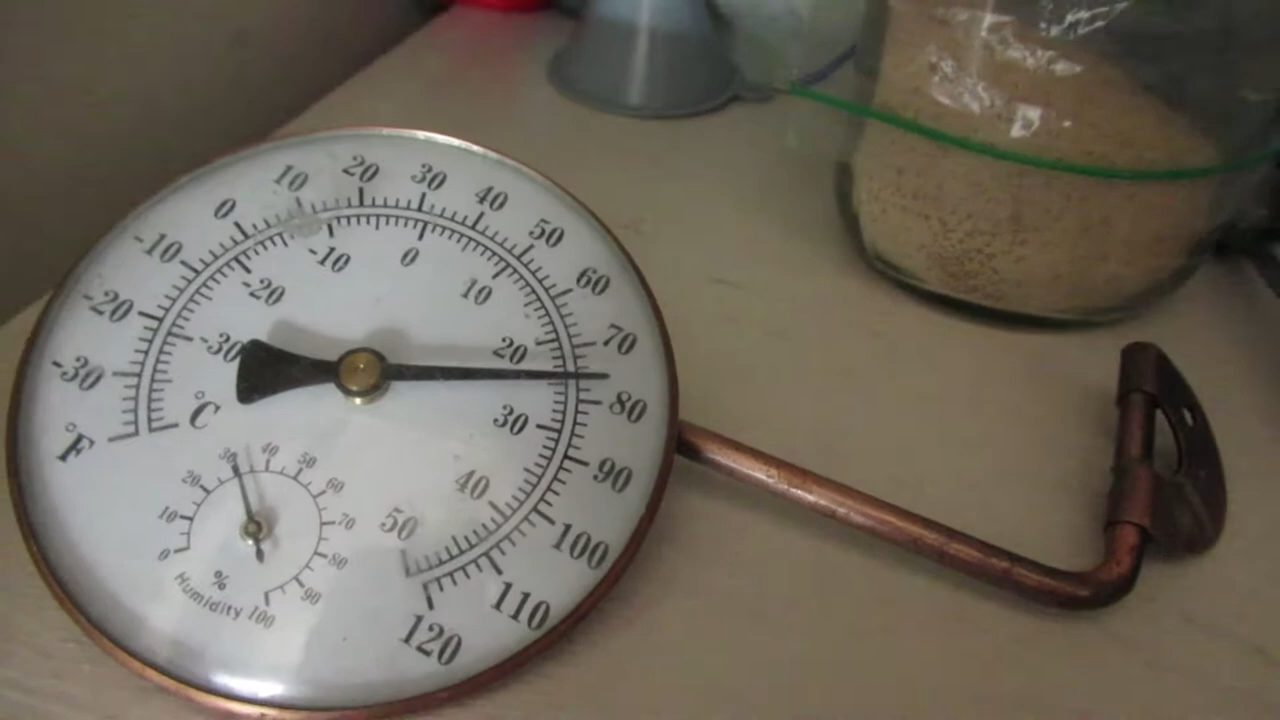 -30 -20 -10 0 10 20 30 40 50 60 70 80 90 100 110 120
°F
-30 -20 -10 0 10 20 30 40 50
°C
0 10 20 30 40 50 60 70 80 90 100
%
Humidity